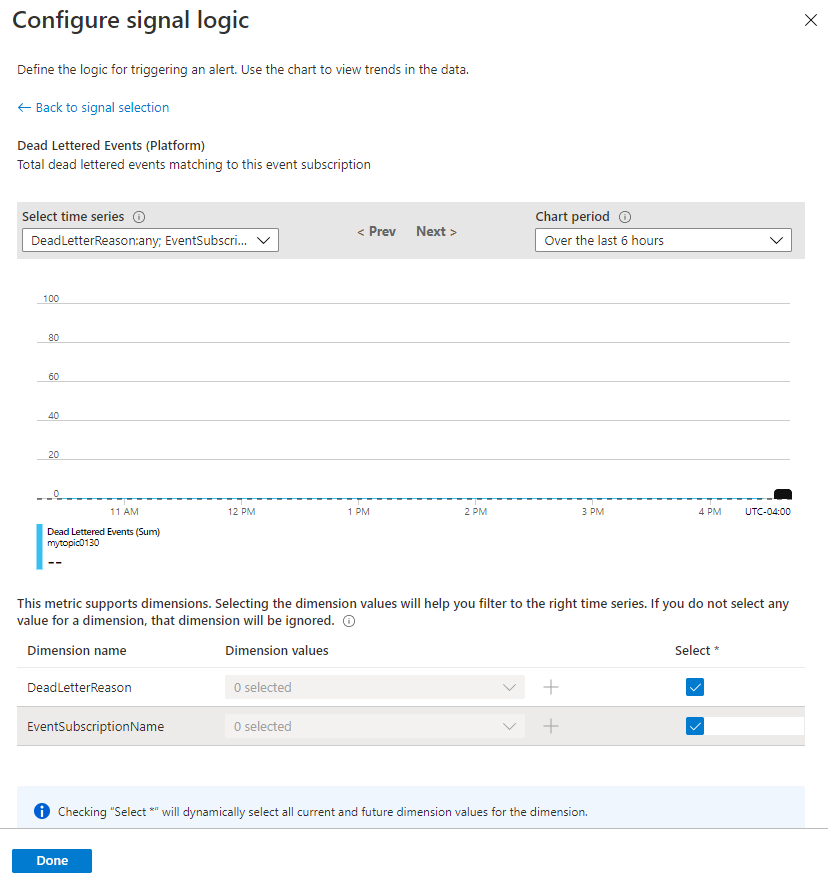 Configure signal logic
Define the logic for triggering an alert. Use the chart to view trends in the data.
← Back to signal selection
Dead Lettered Events (Platform)
Total dead lettered events matching to this event subscription
Select time series
Chart period
DeadLetterReason:any; EventSubscri...
< Prev
Next >
Over the last 6 hours
100
80
60
40
20
0
11 AM
12 PM
1 PM
2 PM
3 PM
4 PM
UTC-04:00
Dead Lettered Events (Sum)
mytopic0130
--
This metric supports dimensions. Selecting the dimension values will help you filter to the right time series. If you do not select any
value for a dimension, that dimension will be ignored.
Dimension name
Dimension values
Select *
DeadLetterReason
0 selected
EventSubscriptionName
0 selected
Checking "Select *" will dynamically select all current and future dimension values for the dimension.
Done